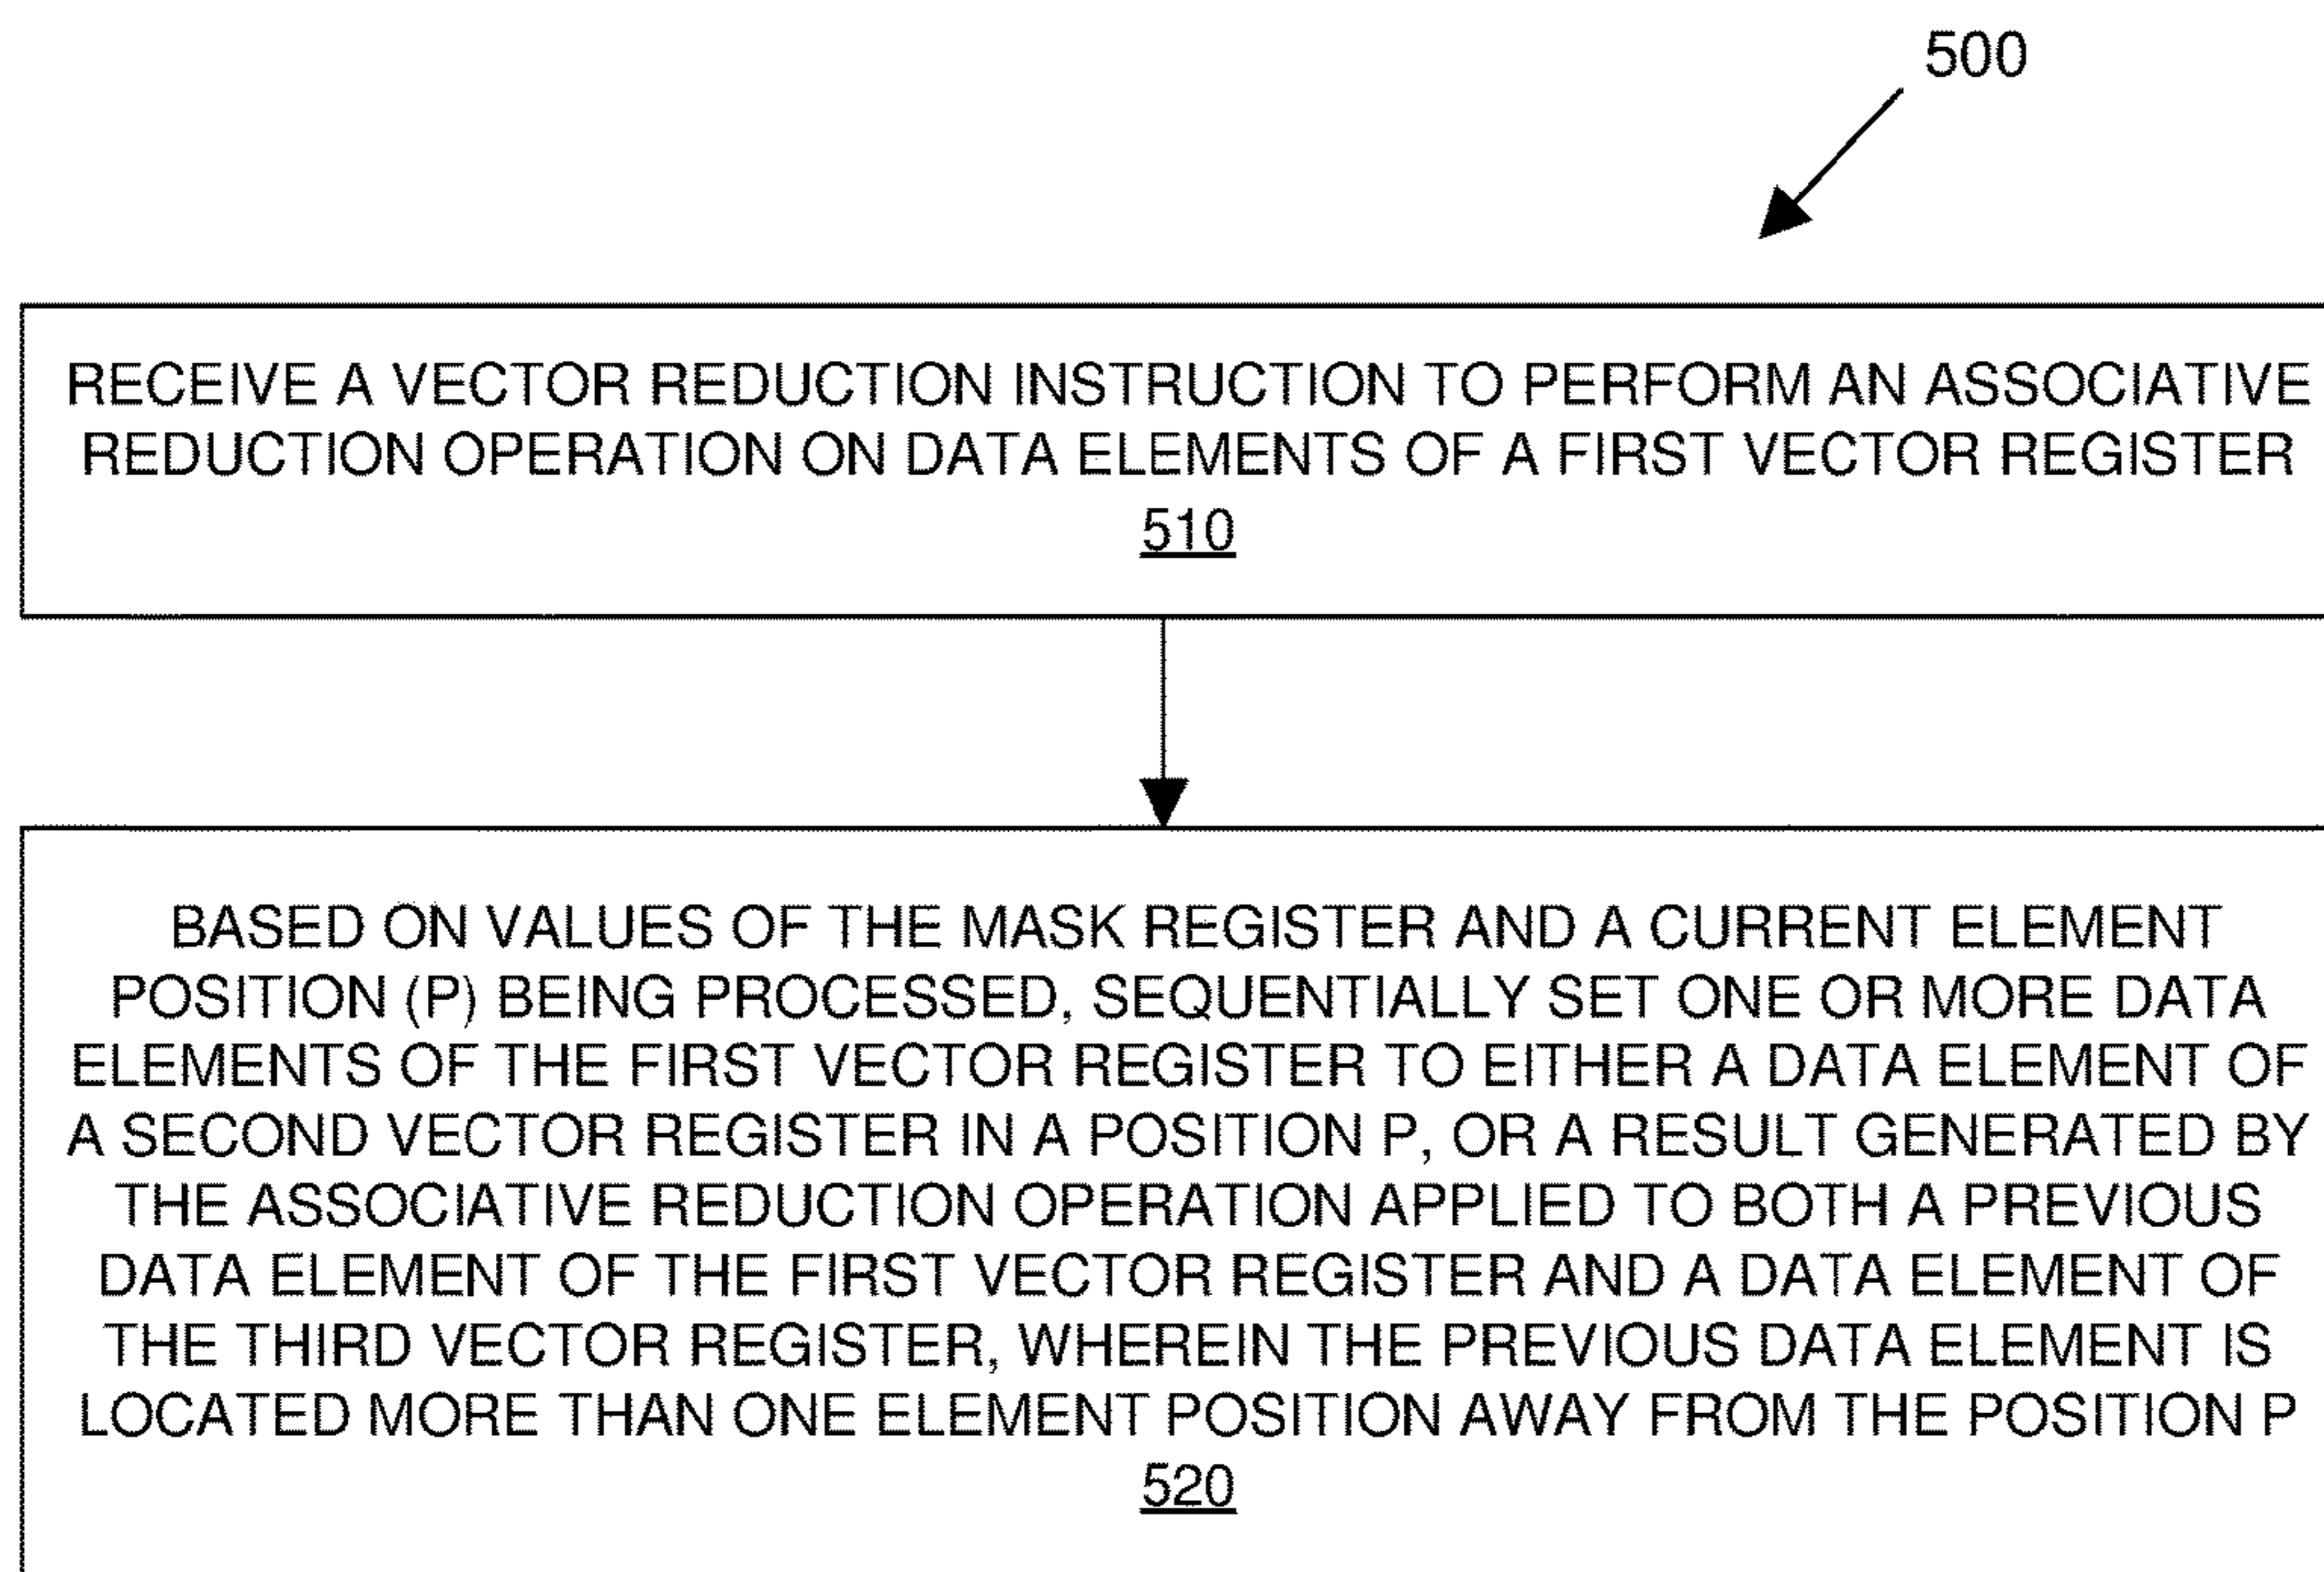 500
RECEIVE A VECTOR REDUCTION INSTRUCTION TO PERFORM AN ASSOCIATIVE
REDUCTION OPERATION ON DATA ELEMENTS OF A FIRST VECTOR REGISTER
510
BASED ON VALUES OF THE MASK REGISTER AND A CURRENT ELEMENT
POSITION (P) BEING PROCESSED, SEQUENTIALLY SET ONE OR MORE DATA
ELEMENTS OF THE FIRST VECTOR REGISTER TO EITHER A DATA ELEMENT OF
A SECOND VECTOR REGISTER IN A POSITION P, OR A RESULT GENERATED BY
THE ASSOCIATIVE REDUCTION OPERATION APPLIED TO BOTH A PREVIOUS
DATA ELEMENT OF THE FIRST VECTOR REGISTER AND A DATA ELEMENT OF
THE THIRD VECTOR REGISTER, WHEREIN THE PREVIOUS DATA ELEMENT IS
LOCATED MORE THAN ONE ELEMENT POSITION AWAY FROM THE POSITION P
520